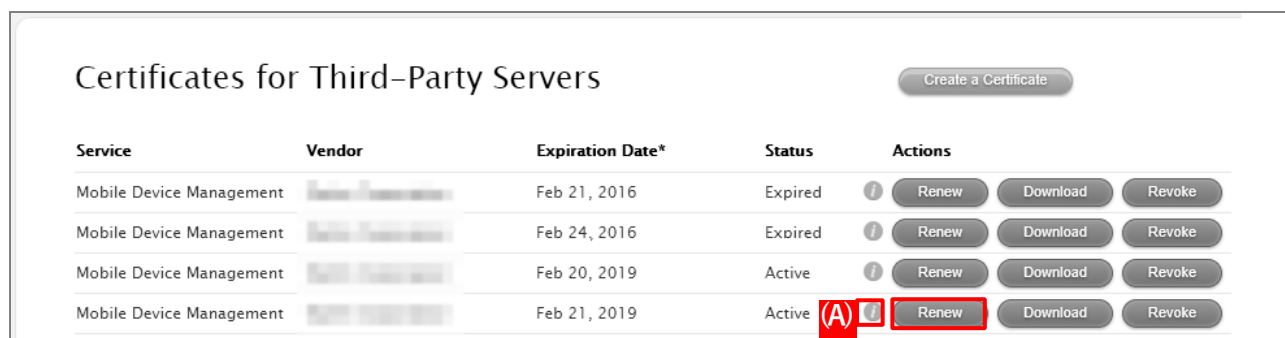 Certificates for Third-Party Servers Create a Certificate
Service Vendor Expiration Date* Status Actions
Mobile Device Management Feb 21, 2016 Expired i Renew Download Revoke
Mobile Device Management Feb 24, 2016 Expired i Renew Download Revoke
Mobile Device Management Feb 20, 2019 Active i Renew Download Revoke
Mobile Device Management Feb 21, 2019 Active (A) i Renew Download Revoke